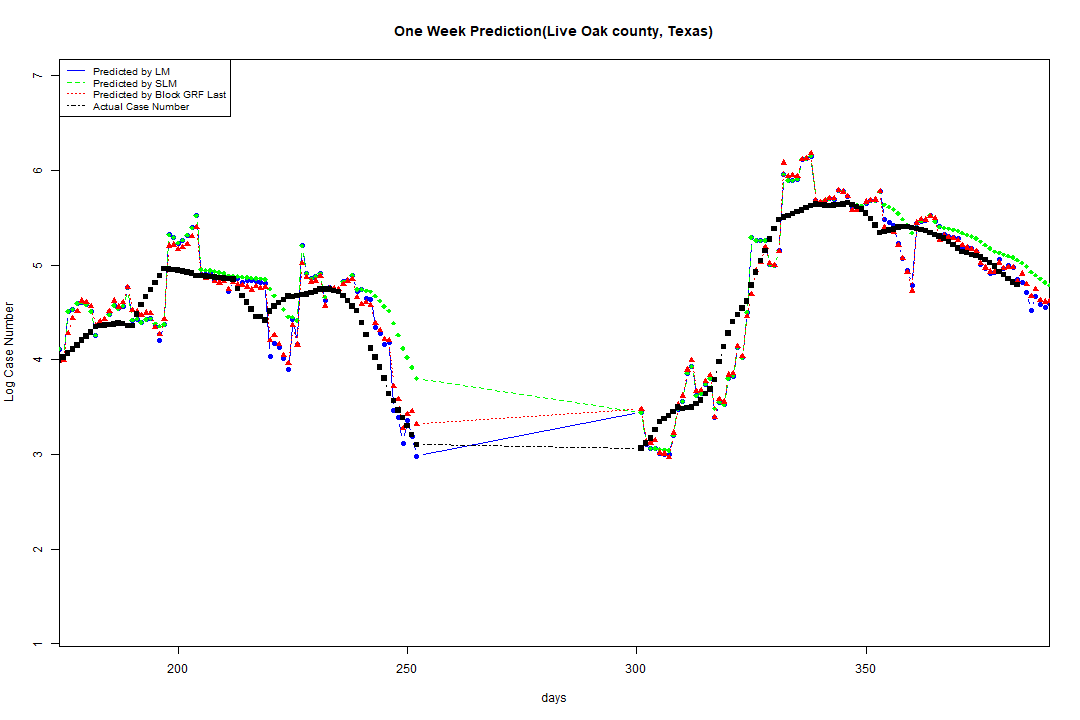 One Week Prediction(Live Oak county, Texas)
Predicted by LM
Predicted by SLM
Predicted by Block GRF Last
Actual Case Number
7
6
5
4
3
2
1
Log Case Number
200 250 300 350
days